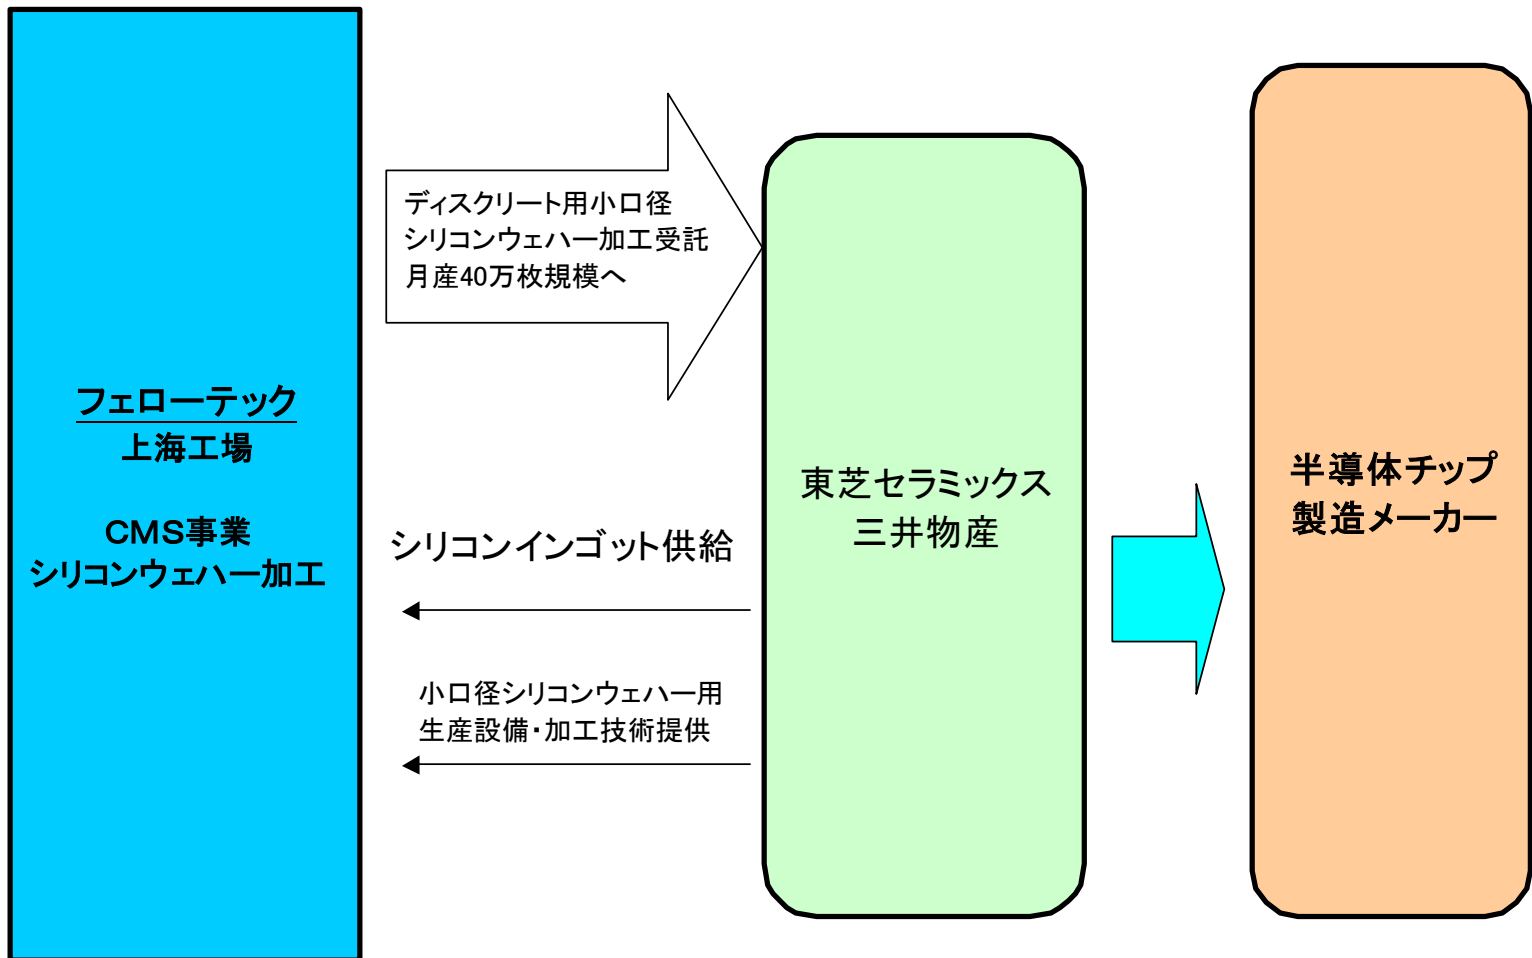 フェローテック
上海工場
CMS事業
シリコンウェハー加工
ディスクリート用小口径
シリコンウェハー加工受託
月産40万枚規模へ
シリコンインゴット供給
小口径シリコンウェハー用
生産設備・加工技術提供
東芝セラミックス
三井物産
半導体チップ
製造メーカー